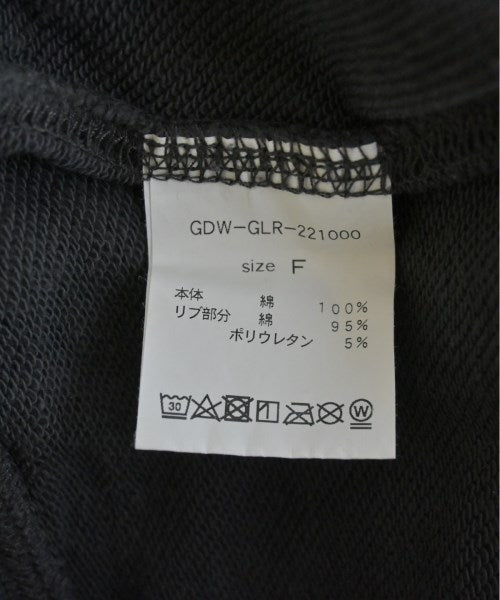 GDW-GLR-221000
size F
本体 綿 100%
リブ部分 綿 95%
ポリウレタン 5%
30 W